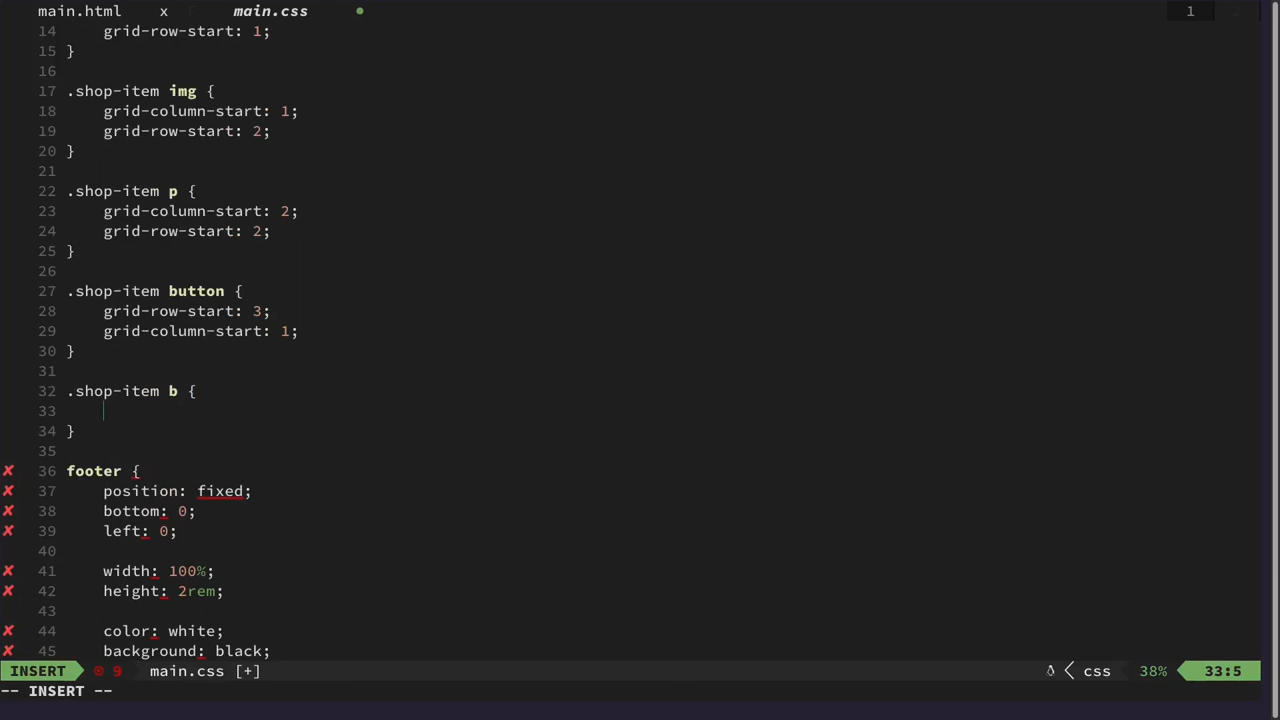 main.html x main.css 1
14 grid-row-start: 1;
15 }
16
17 .shop-item img {
18 grid-column-start: 1;
19 grid-row-start: 2;
20 }
21
22 .shop-item p {
23 grid-column-start: 2;
24 grid-row-start: 2;
25 }
26
27 .shop-item button {
28 grid-row-start: 3;
29 grid-column-start: 1;
30 }
31
32 .shop-item b {
33
34 }
35
✗ 36 footer {
✗ 37 position: fixed;
✗ 38 bottom: 0;
✗ 39 left: 0;
40
✗ 41 width: 100%;
✗ 42 height: 2rem;
43
✗ 44 color: white;
✗ 45 background: black;
INSERT ⊗ 9 main.css [+] css 38% 33:5
-- INSERT --